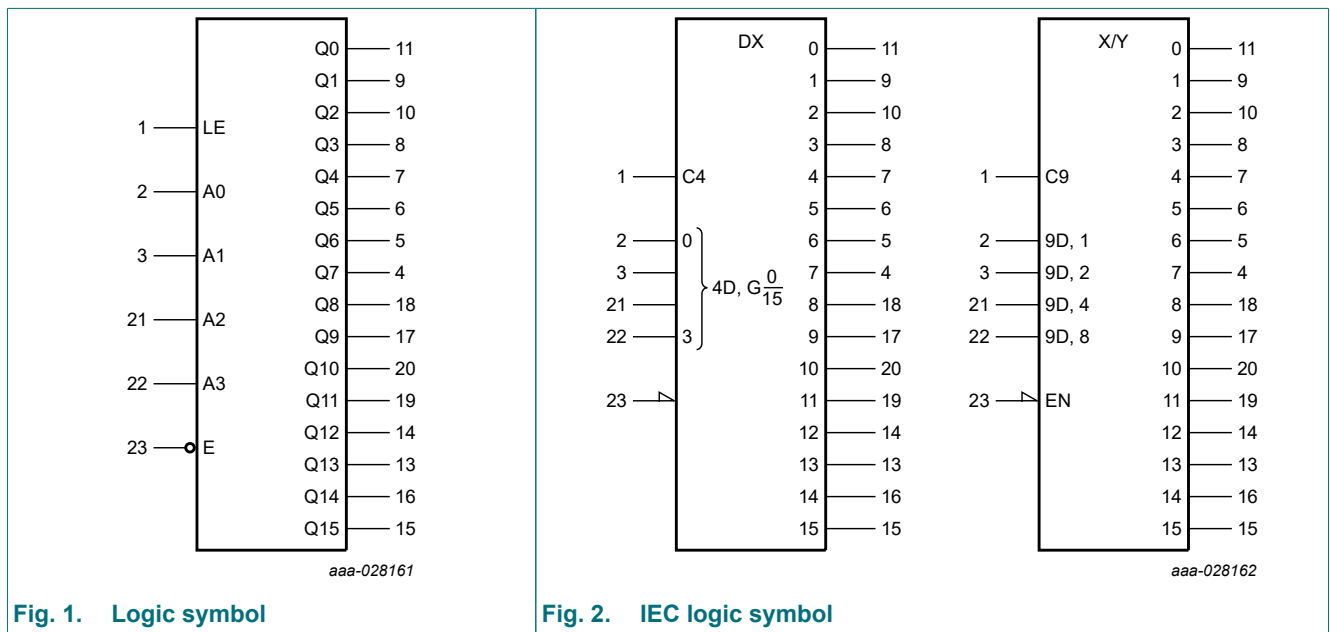 Q0 11
Q1 9
Q2 10
1 LE
Q3 8
Q4 7
2 A0
Q5 6
Q6 5
3 A1
Q7 4
Q8 18
21 A2
Q9 17
Q10 20
22 A3
Q11 19
Q12 14
23 E
Q13 13
Q14 16
Q15 15
aaa-028161
Fig. 1. Logic symbol
DX
0 11
1 9
2 10
3 8
1 C4
4 7
5 6
2 0
6 5
3
7 4
4D, G 0/15
21
8 18
22 3
9 17
10 20
23
11 19
12 14
13 13
14 16
15 15
X/Y
0 11
1 9
2 10
3 8
1 C9
4 7
5 6
2 9D, 1
6 5
3 9D, 2
7 4
21 9D, 4
8 18
22 9D, 8
9 17
10 20
23 EN
11 19
12 14
13 13
14 16
15 15
aaa-028162
Fig. 2. IEC logic symbol